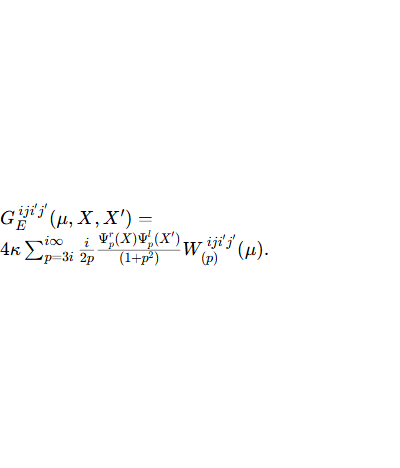 $G_E^{\,iji'j'}(\mu, X, X') =$
$4\kappa \sum_{p=3i}^{i\infty} \frac{i}{2p} \frac{\Psi_p^r(X)\Psi_p^l(X')}{(1+p^2)} W_{(p)}^{\,iji'j'}(\mu).$